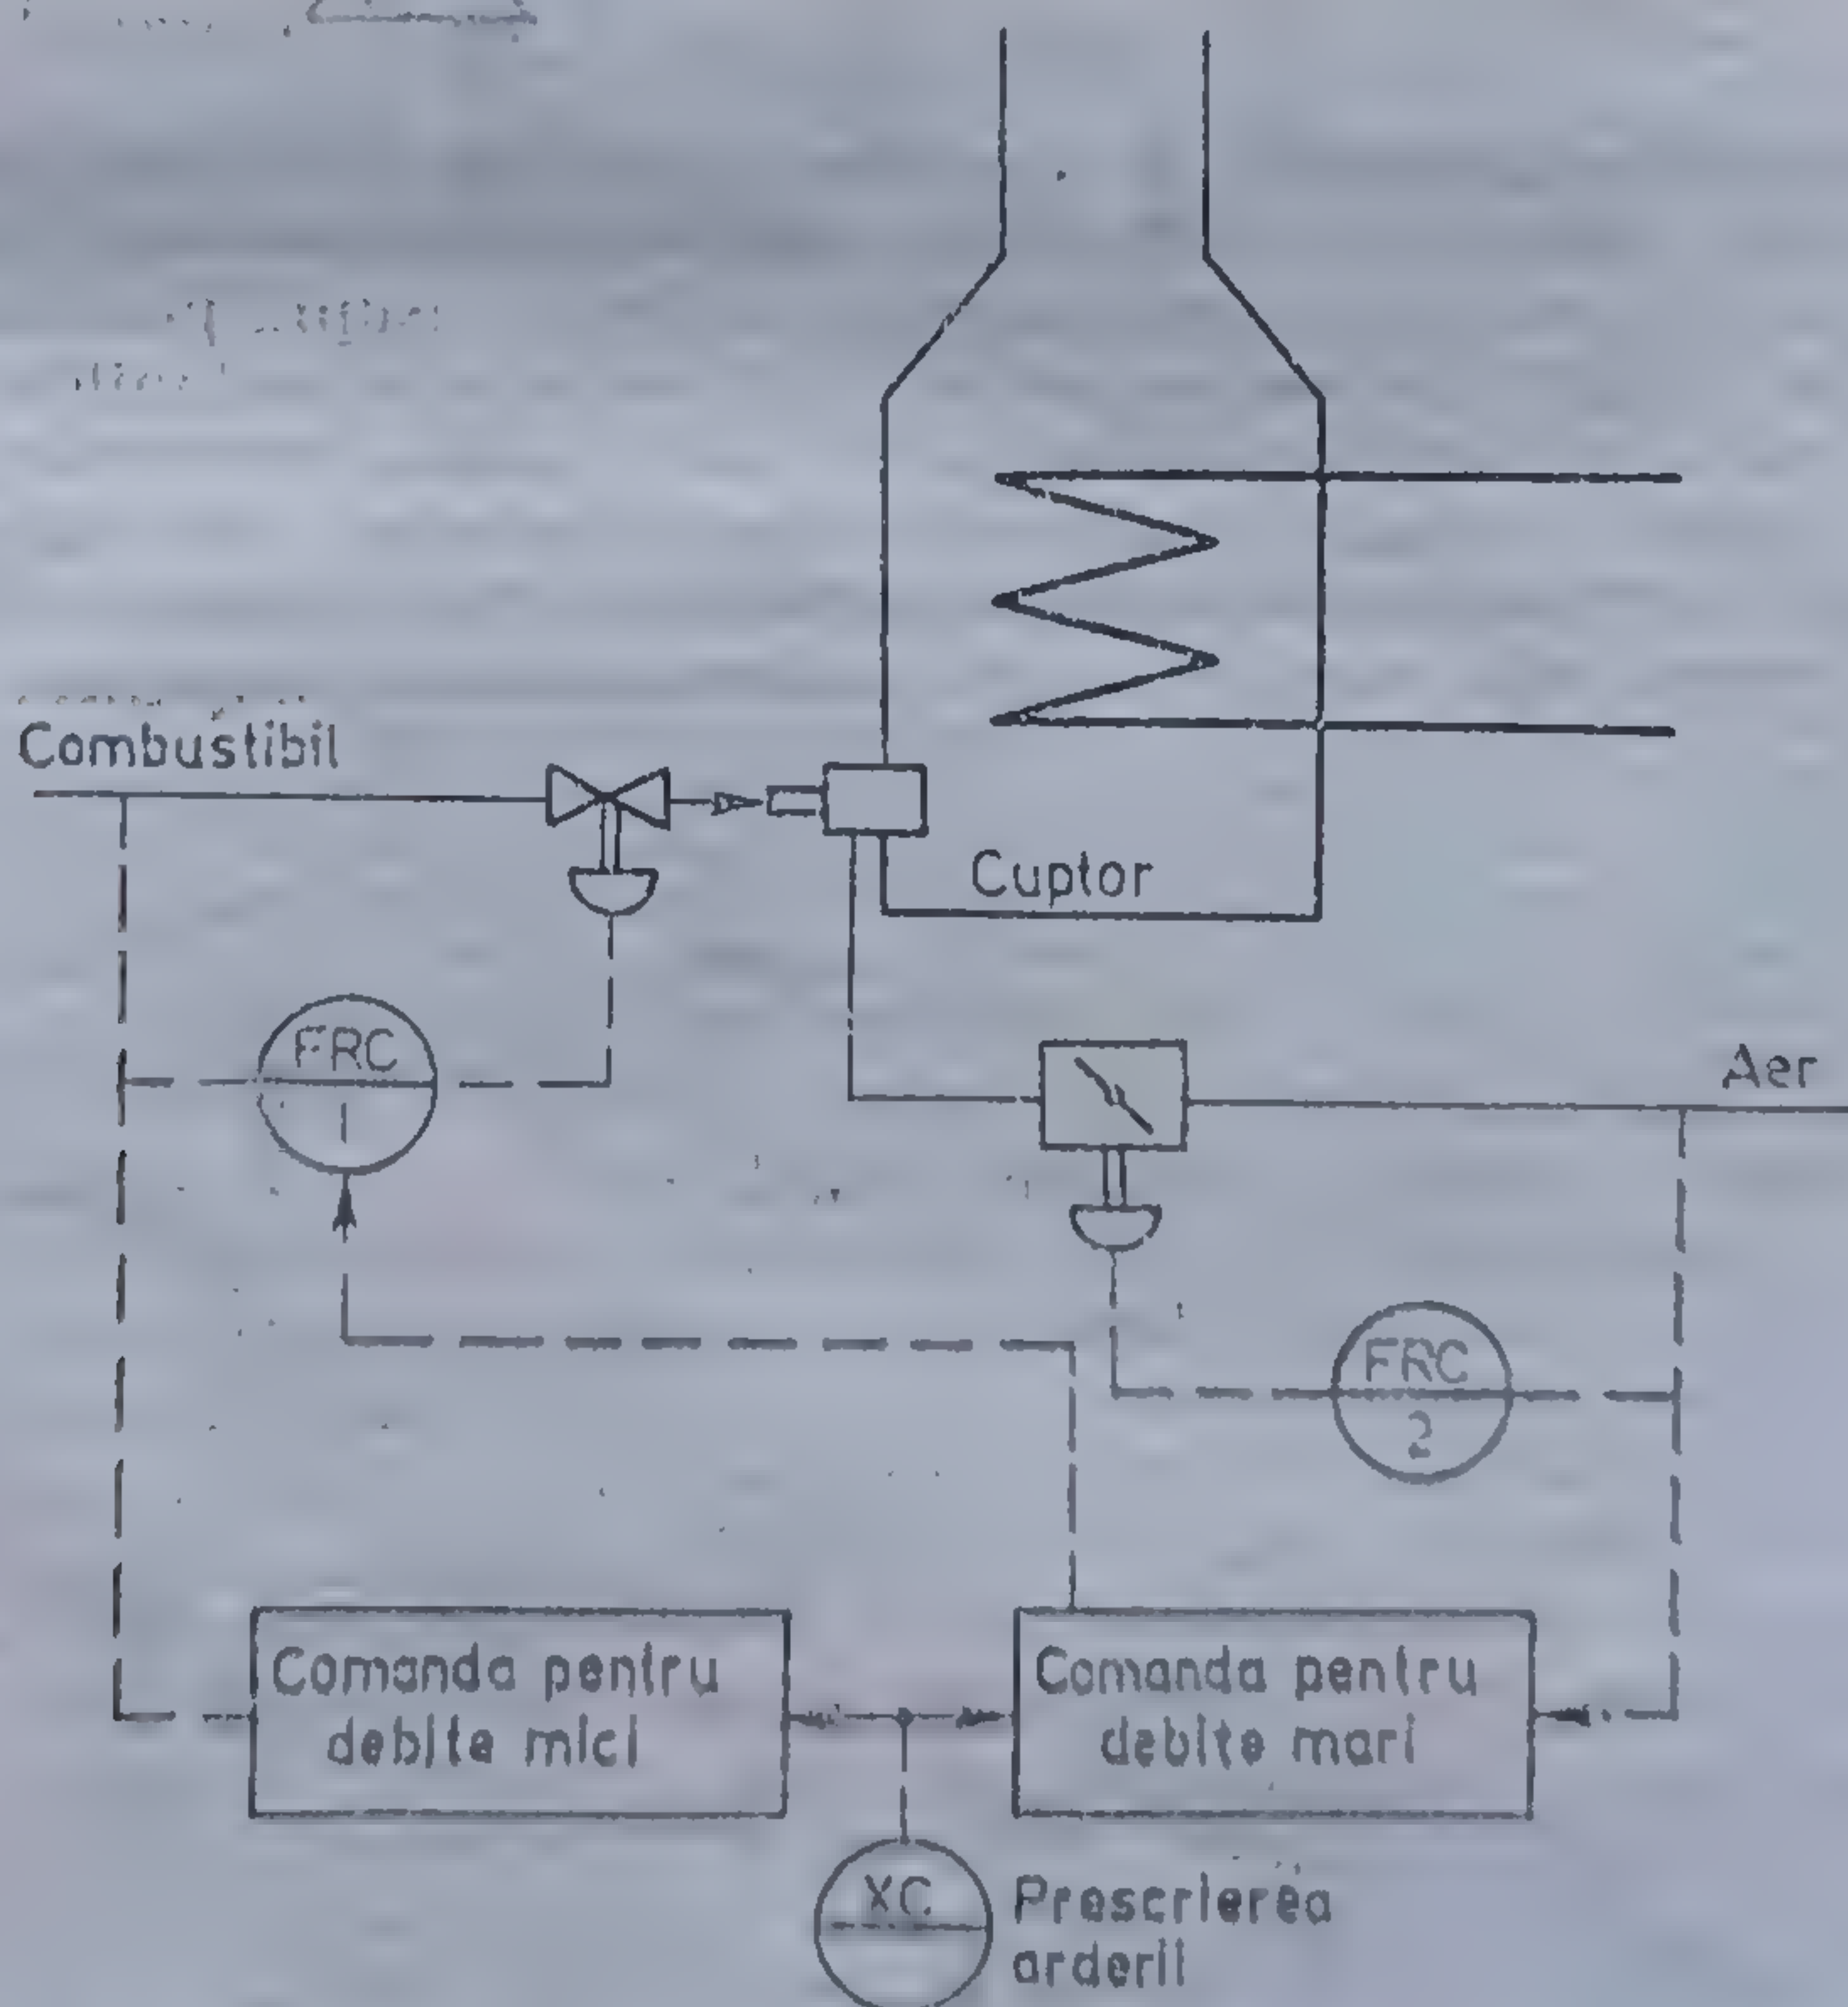 Combustibil
Cuptor
FRC
1
Aer
FRC
2
Comanda pentru
debite mici
Comanda pentru
debite mari
XC
Prescrierea
arderii